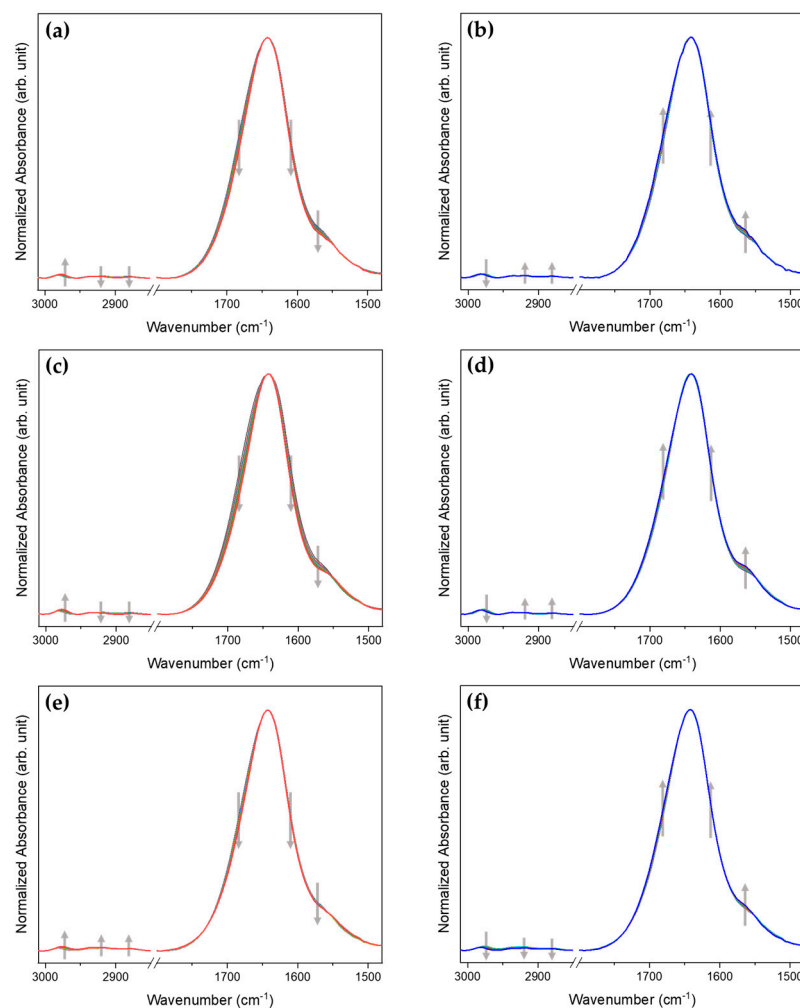 (a)
Normalized Absorbance (arb. unit)
3000 2900 1700 1600 1500
Wavenumber (cm⁻¹)
(b)
Normalized Absorbance (arb. unit)
3000 2900 1700 1600 1500
Wavenumber (cm⁻¹)
(c)
Normalized Absorbance (arb. unit)
3000 2900 1700 1600 1500
Wavenumber (cm⁻¹)
(d)
Normalized Absorbance (arb. unit)
3000 2900 1700 1600 1500
Wavenumber (cm⁻¹)
(e)
Normalized Absorbance (arb. unit)
3000 2900 1700 1600 1500
Wavenumber (cm⁻¹)
(f)
Normalized Absorbance (arb. unit)
3000 2900 1700 1600 1500
Wavenumber (cm⁻¹)